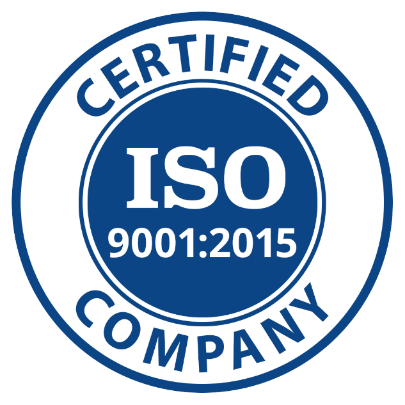 CERTIFIED
ISO
9001:2015
COMPANY